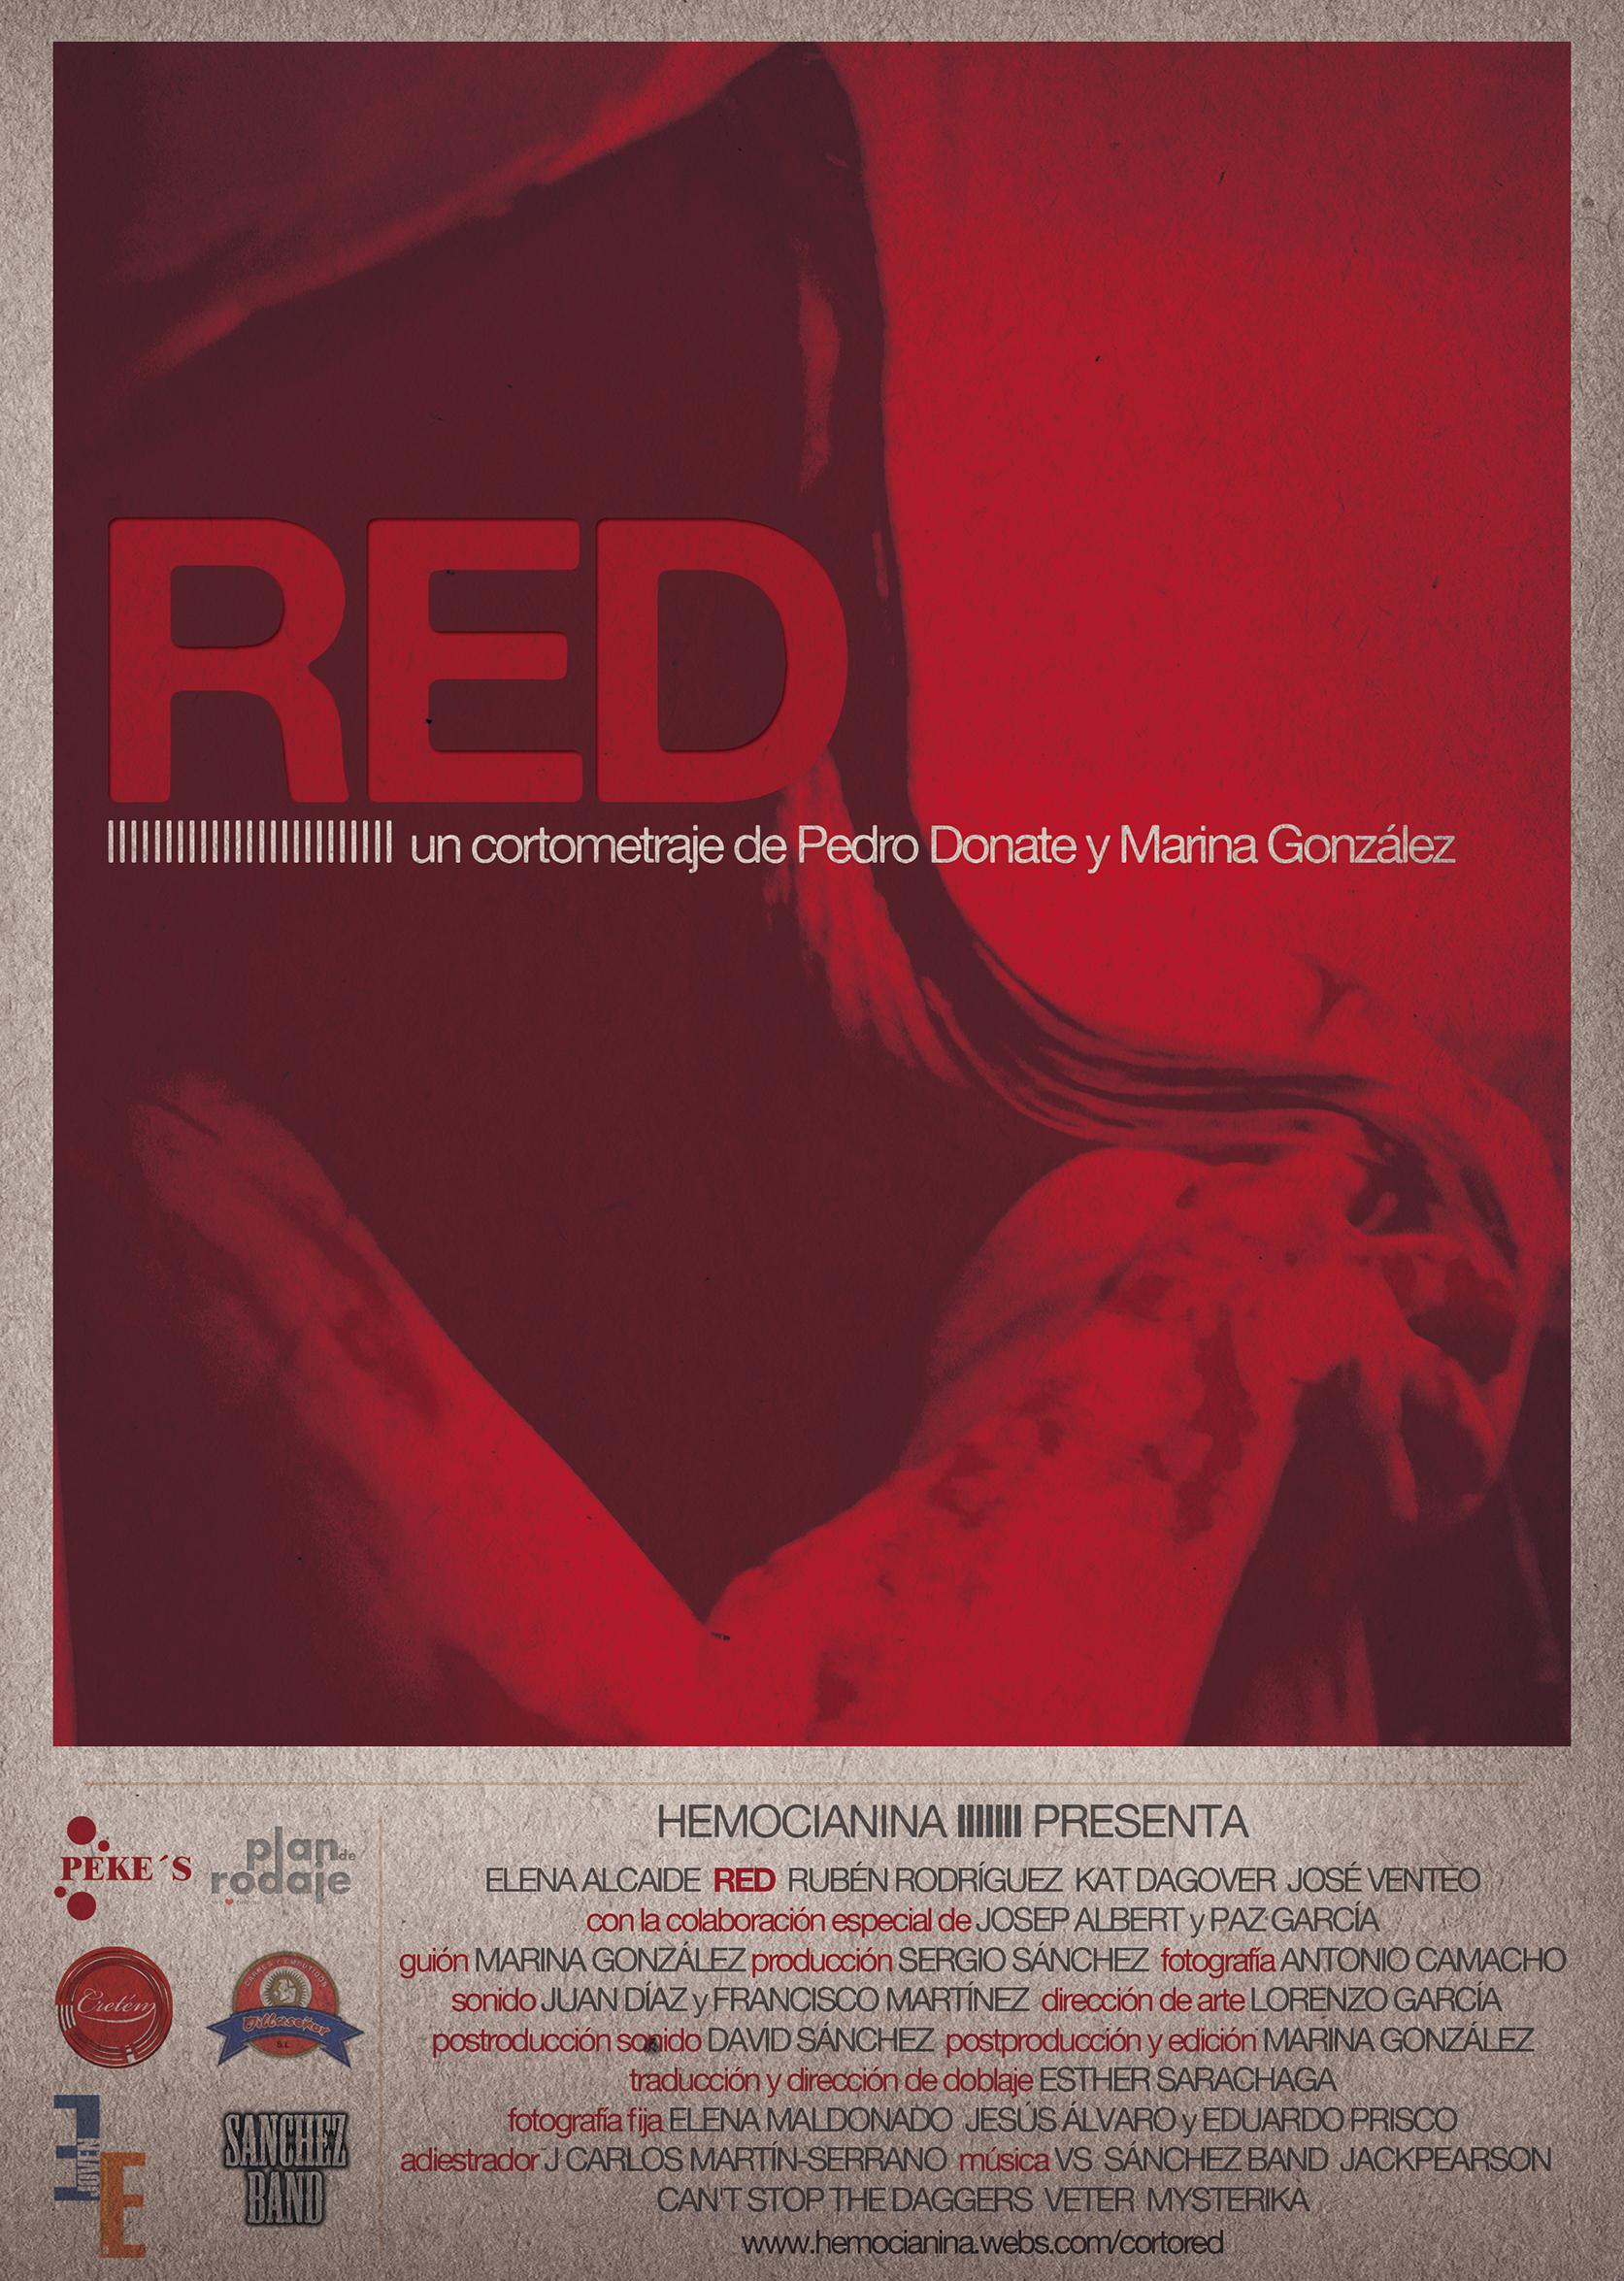 RED
un cortometraje de Pedro Donate y Marina González
HEMOCIANINA PRESENTA
ELENA ALCAIDE RED RUBÉN RODRÍGUEZ KAT DAGOVER JOSÉ VENTEO
con la colaboración especial de JOSEP ALBERT y PAZ GARCÍA
guión MARINA GONZÁLEZ producción SERGIO SÁNCHEZ fotografía ANTONIO CAMACHO
sonido JUAN DÍAZ y FRANCISCO MARTÍNEZ dirección de arte LORENZO GARCÍA
postroducción sonido DAVID SÁNCHEZ postproducción y edición MARINA GONZÁLEZ
traducción y dirección de doblaje ESTHER SARACHAGA
fotografía fija ELENA MALDONADO JESÚS ÁLVARO y EDUARDO PRISCO
adiestrador J CARLOS MARTÍN-SERRANO música VS SÁNCHEZ BAND JACKPEARSON
CAN'T STOP THE DAGGERS VETER MYSTERIKA
www.hemocianina.webs.com/cortored
PEKE´S
plan de
rodaje
Cretém
CARNES Y EMBUTIDOS
Villaseñor
S.L.
JOVEN
E
SANCHEZ
BAND